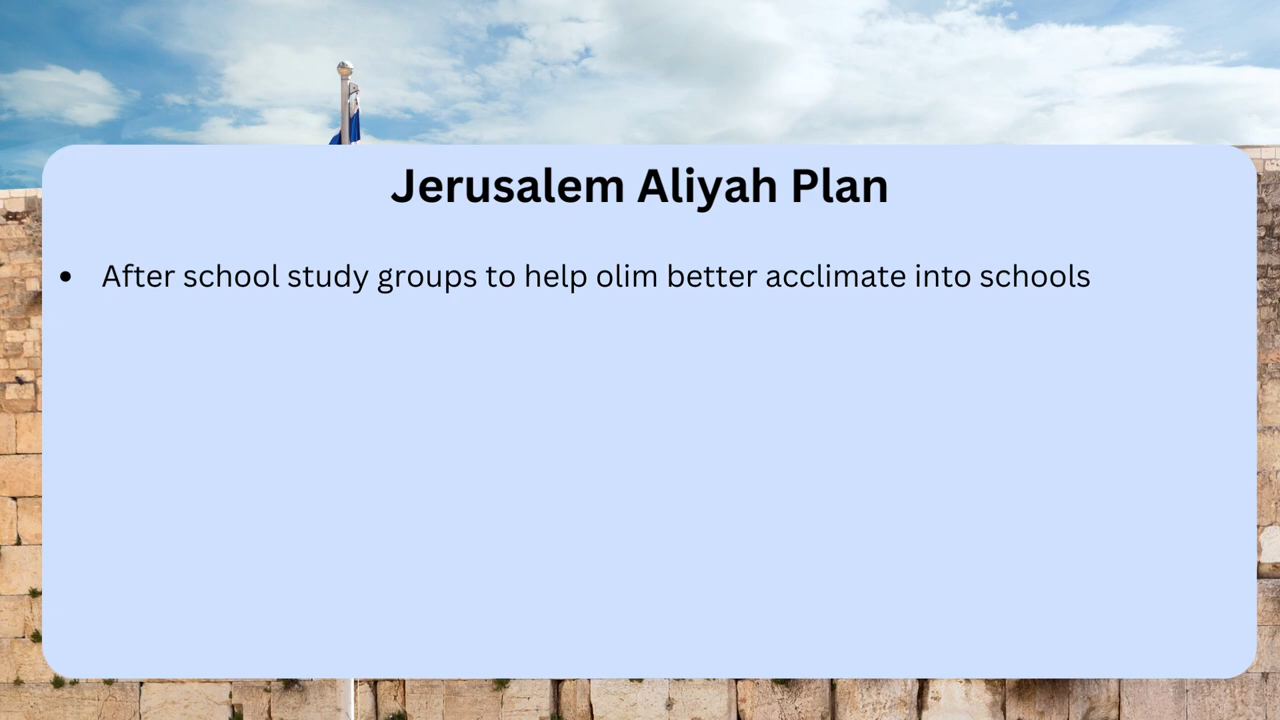 Jerusalem Aliyah Plan
• After school study groups to help olim better acclimate into schools